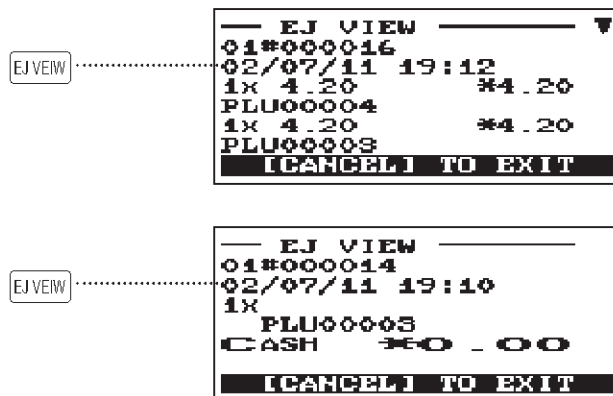 EJ VIEW
01#000016
EJ VEIW
02/07/11 19:12
1x 4.20 *4.20
PLU00004
1x 4.20 *4.20
PLU00003
[CANCEL] TO EXIT
EJ VIEW
01#000014
EJ VEIW
02/07/11 19:10
1x
PLU00003
CASH *0.00
[CANCEL] TO EXIT